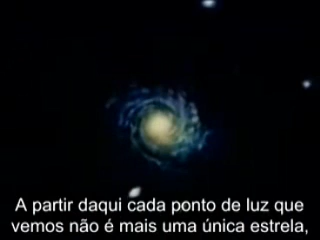 A partir daqui cada ponto de luz que
vemos não é mais uma única estrela,